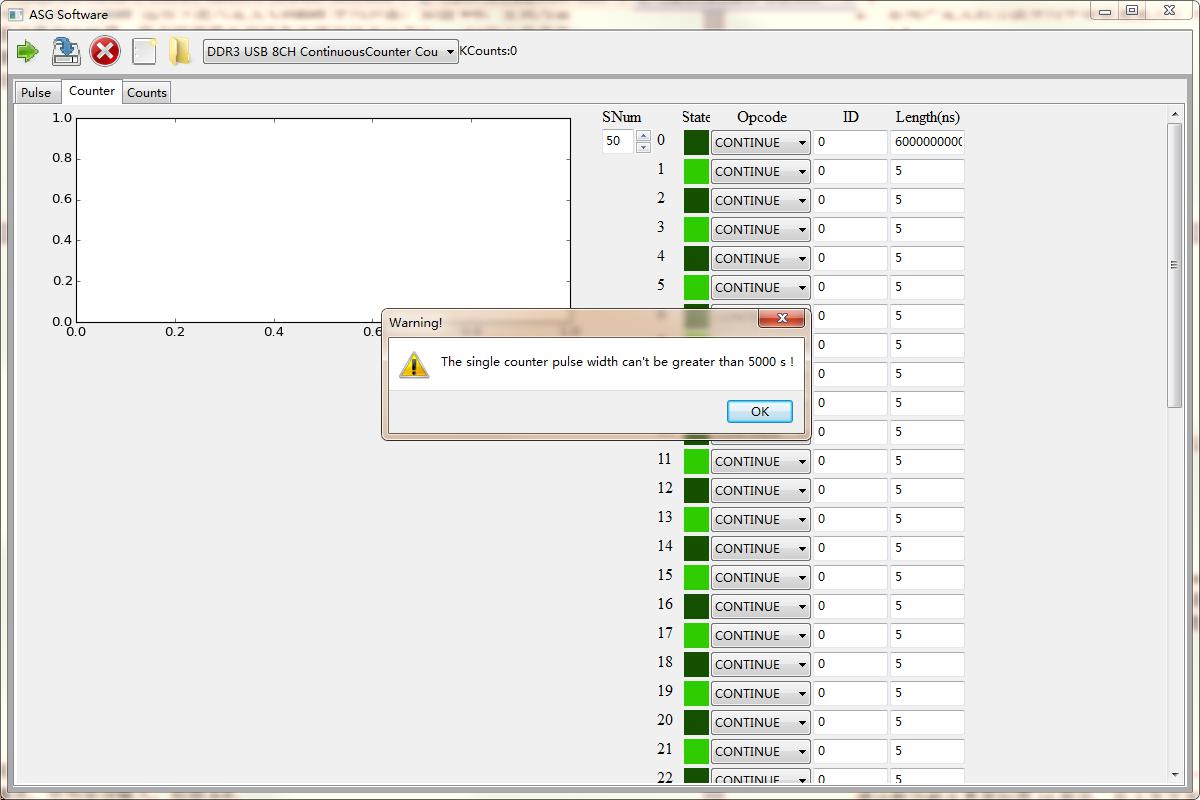 ASG Software
DDR3 USB 8CH ContinuousCounter Cou
KCounts:0
Pulse Counter Counts
SNum State Opcode ID Length(ns)
50
0 CONTINUE 0 6000000000
1 CONTINUE 0 5
2 CONTINUE 0 5
3 CONTINUE 0 5
4 CONTINUE 0 5
5 CONTINUE 0 5
0 5
0 5
0 5
0 5
11 CONTINUE 0 5
12 CONTINUE 0 5
13 CONTINUE 0 5
14 CONTINUE 0 5
15 CONTINUE 0 5
16 CONTINUE 0 5
17 CONTINUE 0 5
18 CONTINUE 0 5
19 CONTINUE 0 5
20 CONTINUE 0 5
21 CONTINUE 0 5
22 CONTINUE 0 5
1.0
0.8
0.6
0.4
0.2
0.0
0.0 0.2 0.4
Warning!
The single counter pulse width can't be greater than 5000 s !
OK